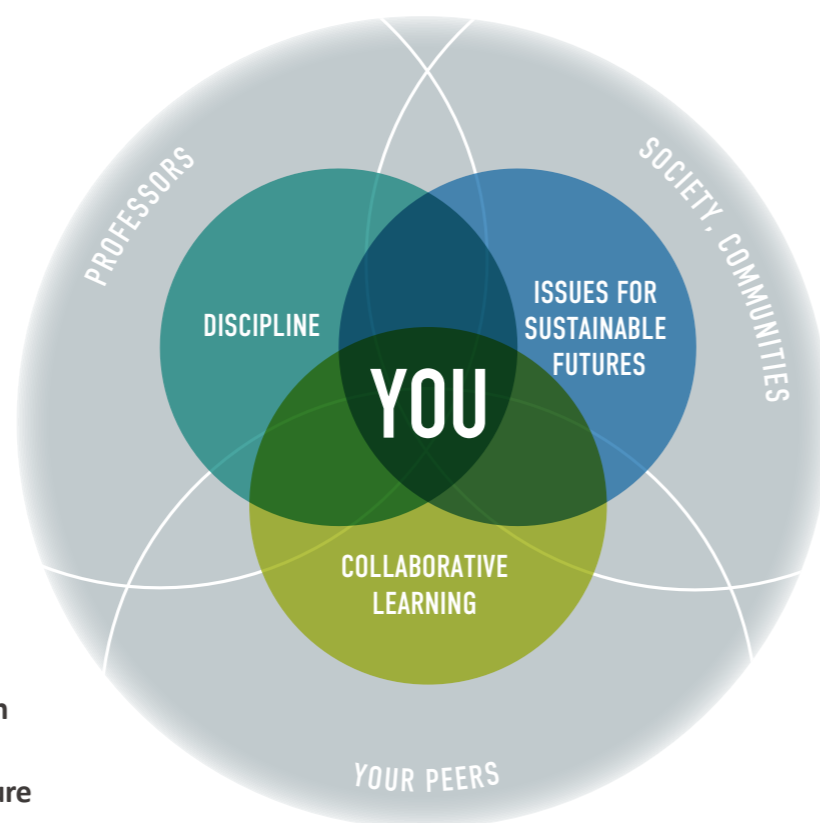 PROFESSORS
SOCIETY, COMMUNITIES
DISCIPLINE
ISSUES FOR
SUSTAINABLE
FUTURES
YOU
COLLABORATIVE
LEARNING
YOUR PEERS